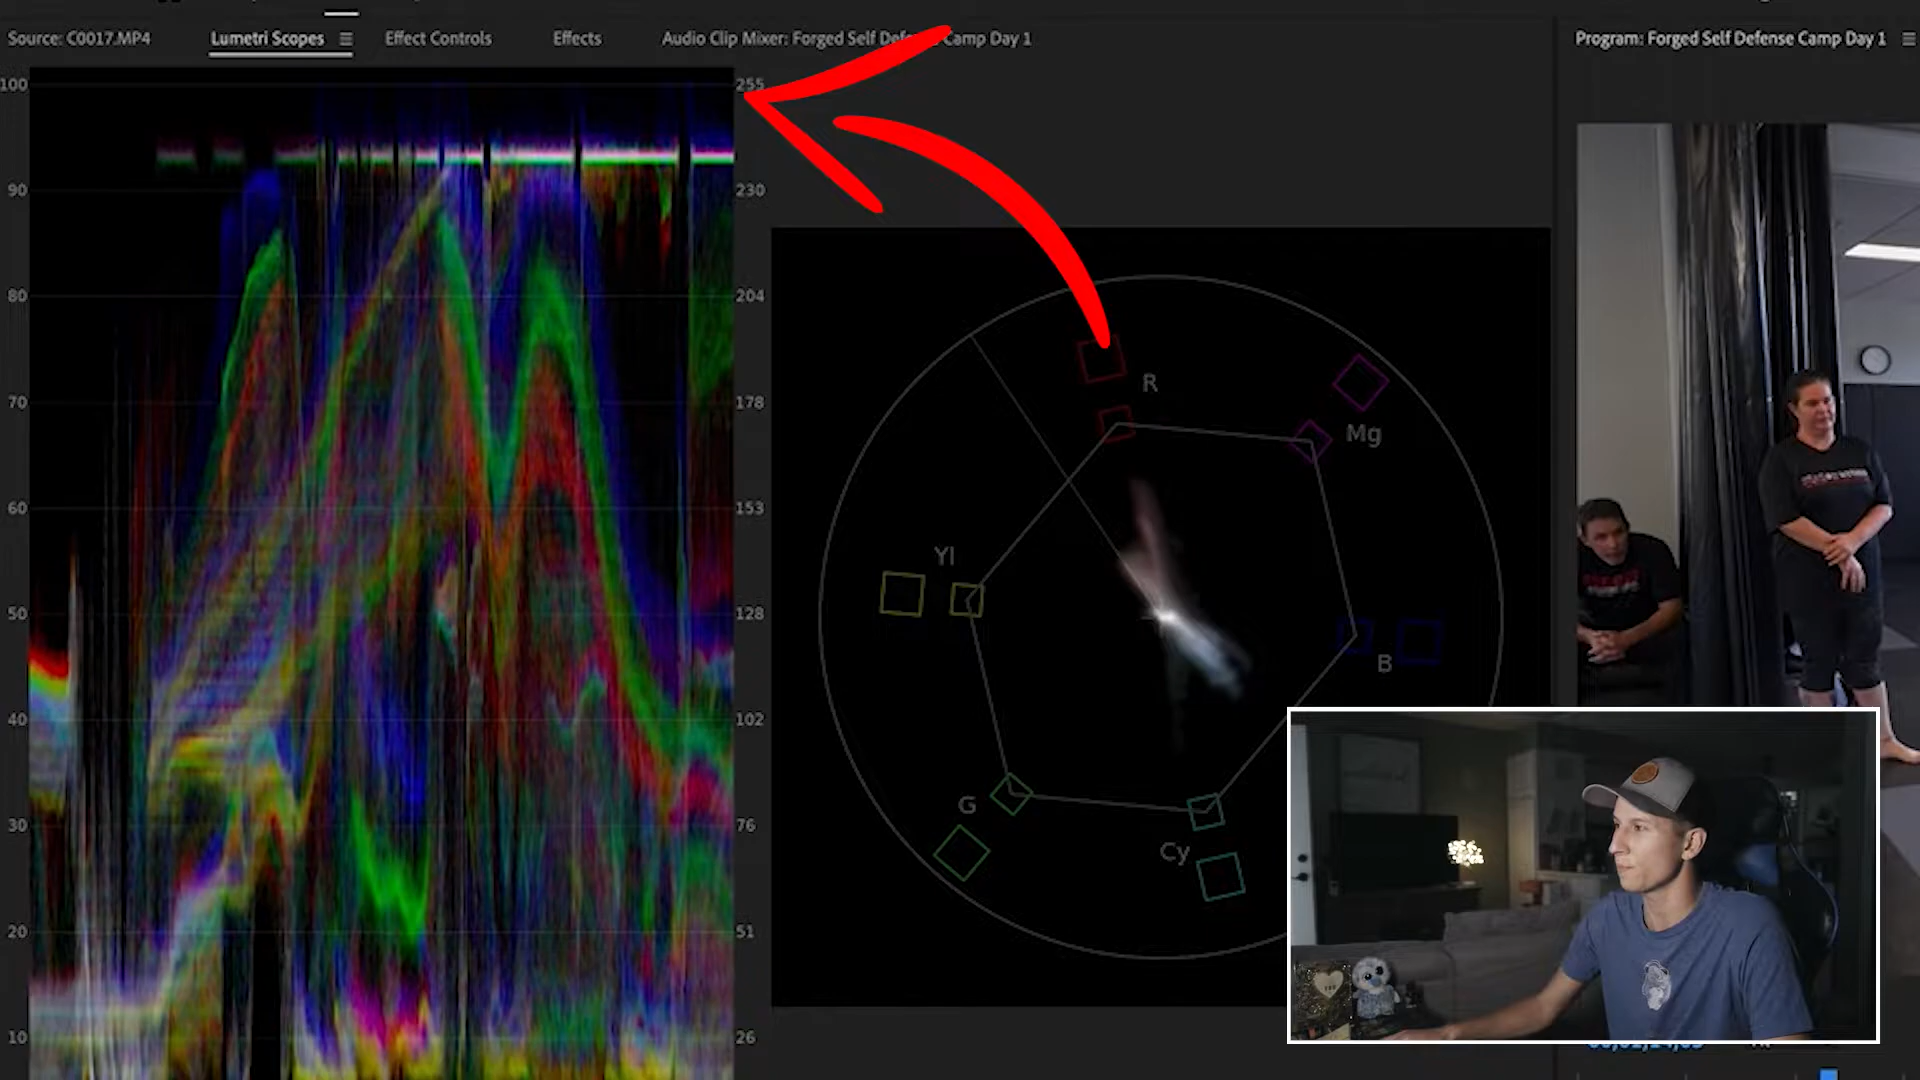 Source: C0017.MP4
Lumetri Scopes
Effect Controls
Effects
Audio Clip Mixer: Forged Self Camp Day 1
Program: Forged Self Defense Camp Day 1
100
90
80
70
60
50
40
30
20
10
255
230
204
178
153
128
102
76
51
26
R
Mg
Yl
B
G
Cy